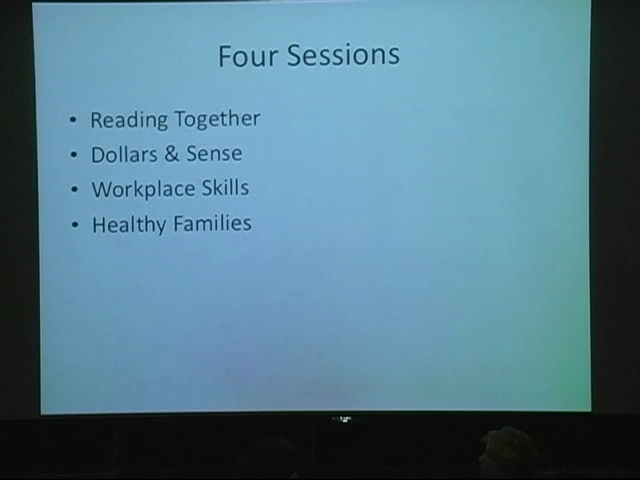 Four Sessions
• Reading Together
• Dollars & Sense
• Workplace Skills
• Healthy Families